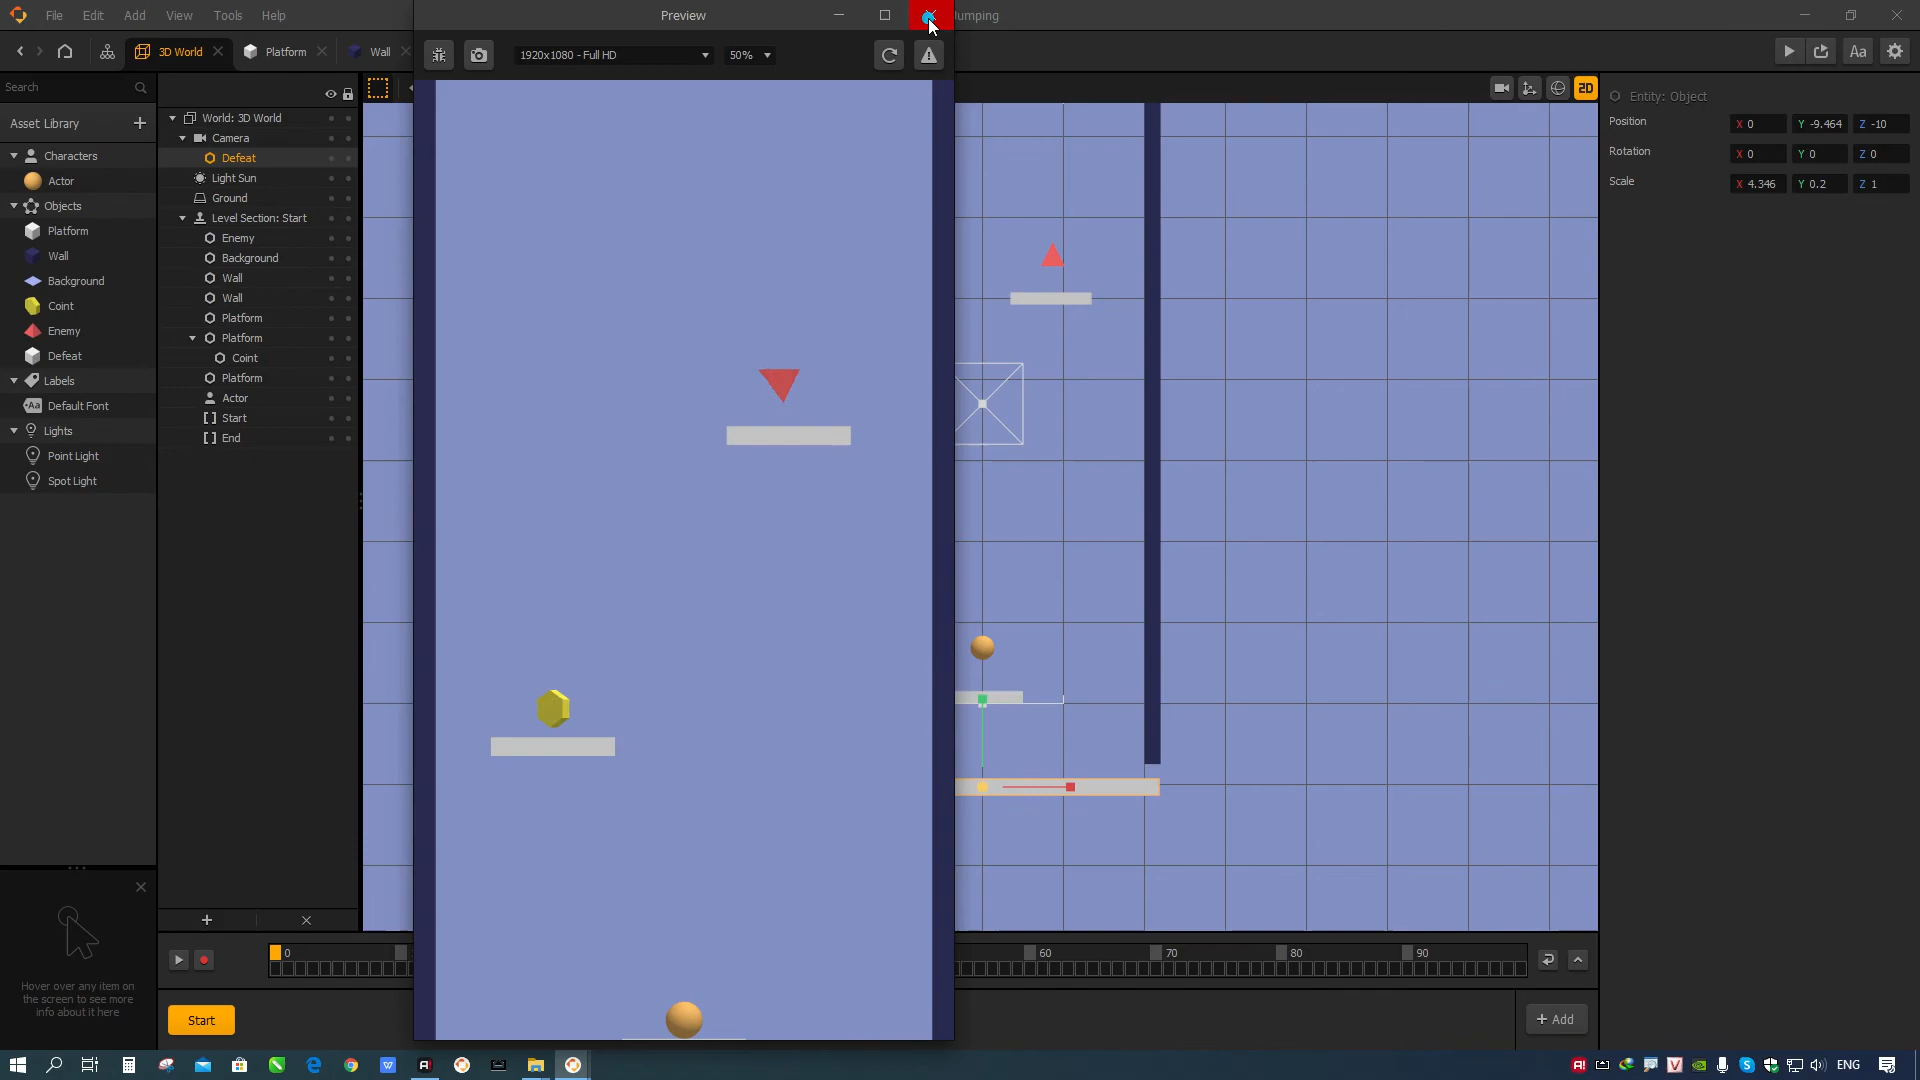 File Edit View Tools Help
Preview
Jumping
3D World
Platform
Wall
1920x1080 - Full HD
50%
Aa
Search
Asset Library
Characters
Actor
Objects
Platform
Wall
Background
Coint
Enemy
Defeat
Labels
Aa Default Font
Lights
Point Light
Spot Light
World: 3D World
Camera
Defeat
Light Sun
Ground
Level Section: Start
Enemy
Background
Wall
Wall
Platform
Platform
Coint
Platform
Actor
Start
End
2D
Entity: Object
Position X 0 Y -9.464 Z -10
Rotation X 0 Y 0 Z 0
Scale X 4.346 Y 0.2 Z 1
Hover over any item on
the screen to see more
info about it here
0 60 70 80 90
Start
+ Add
ENG